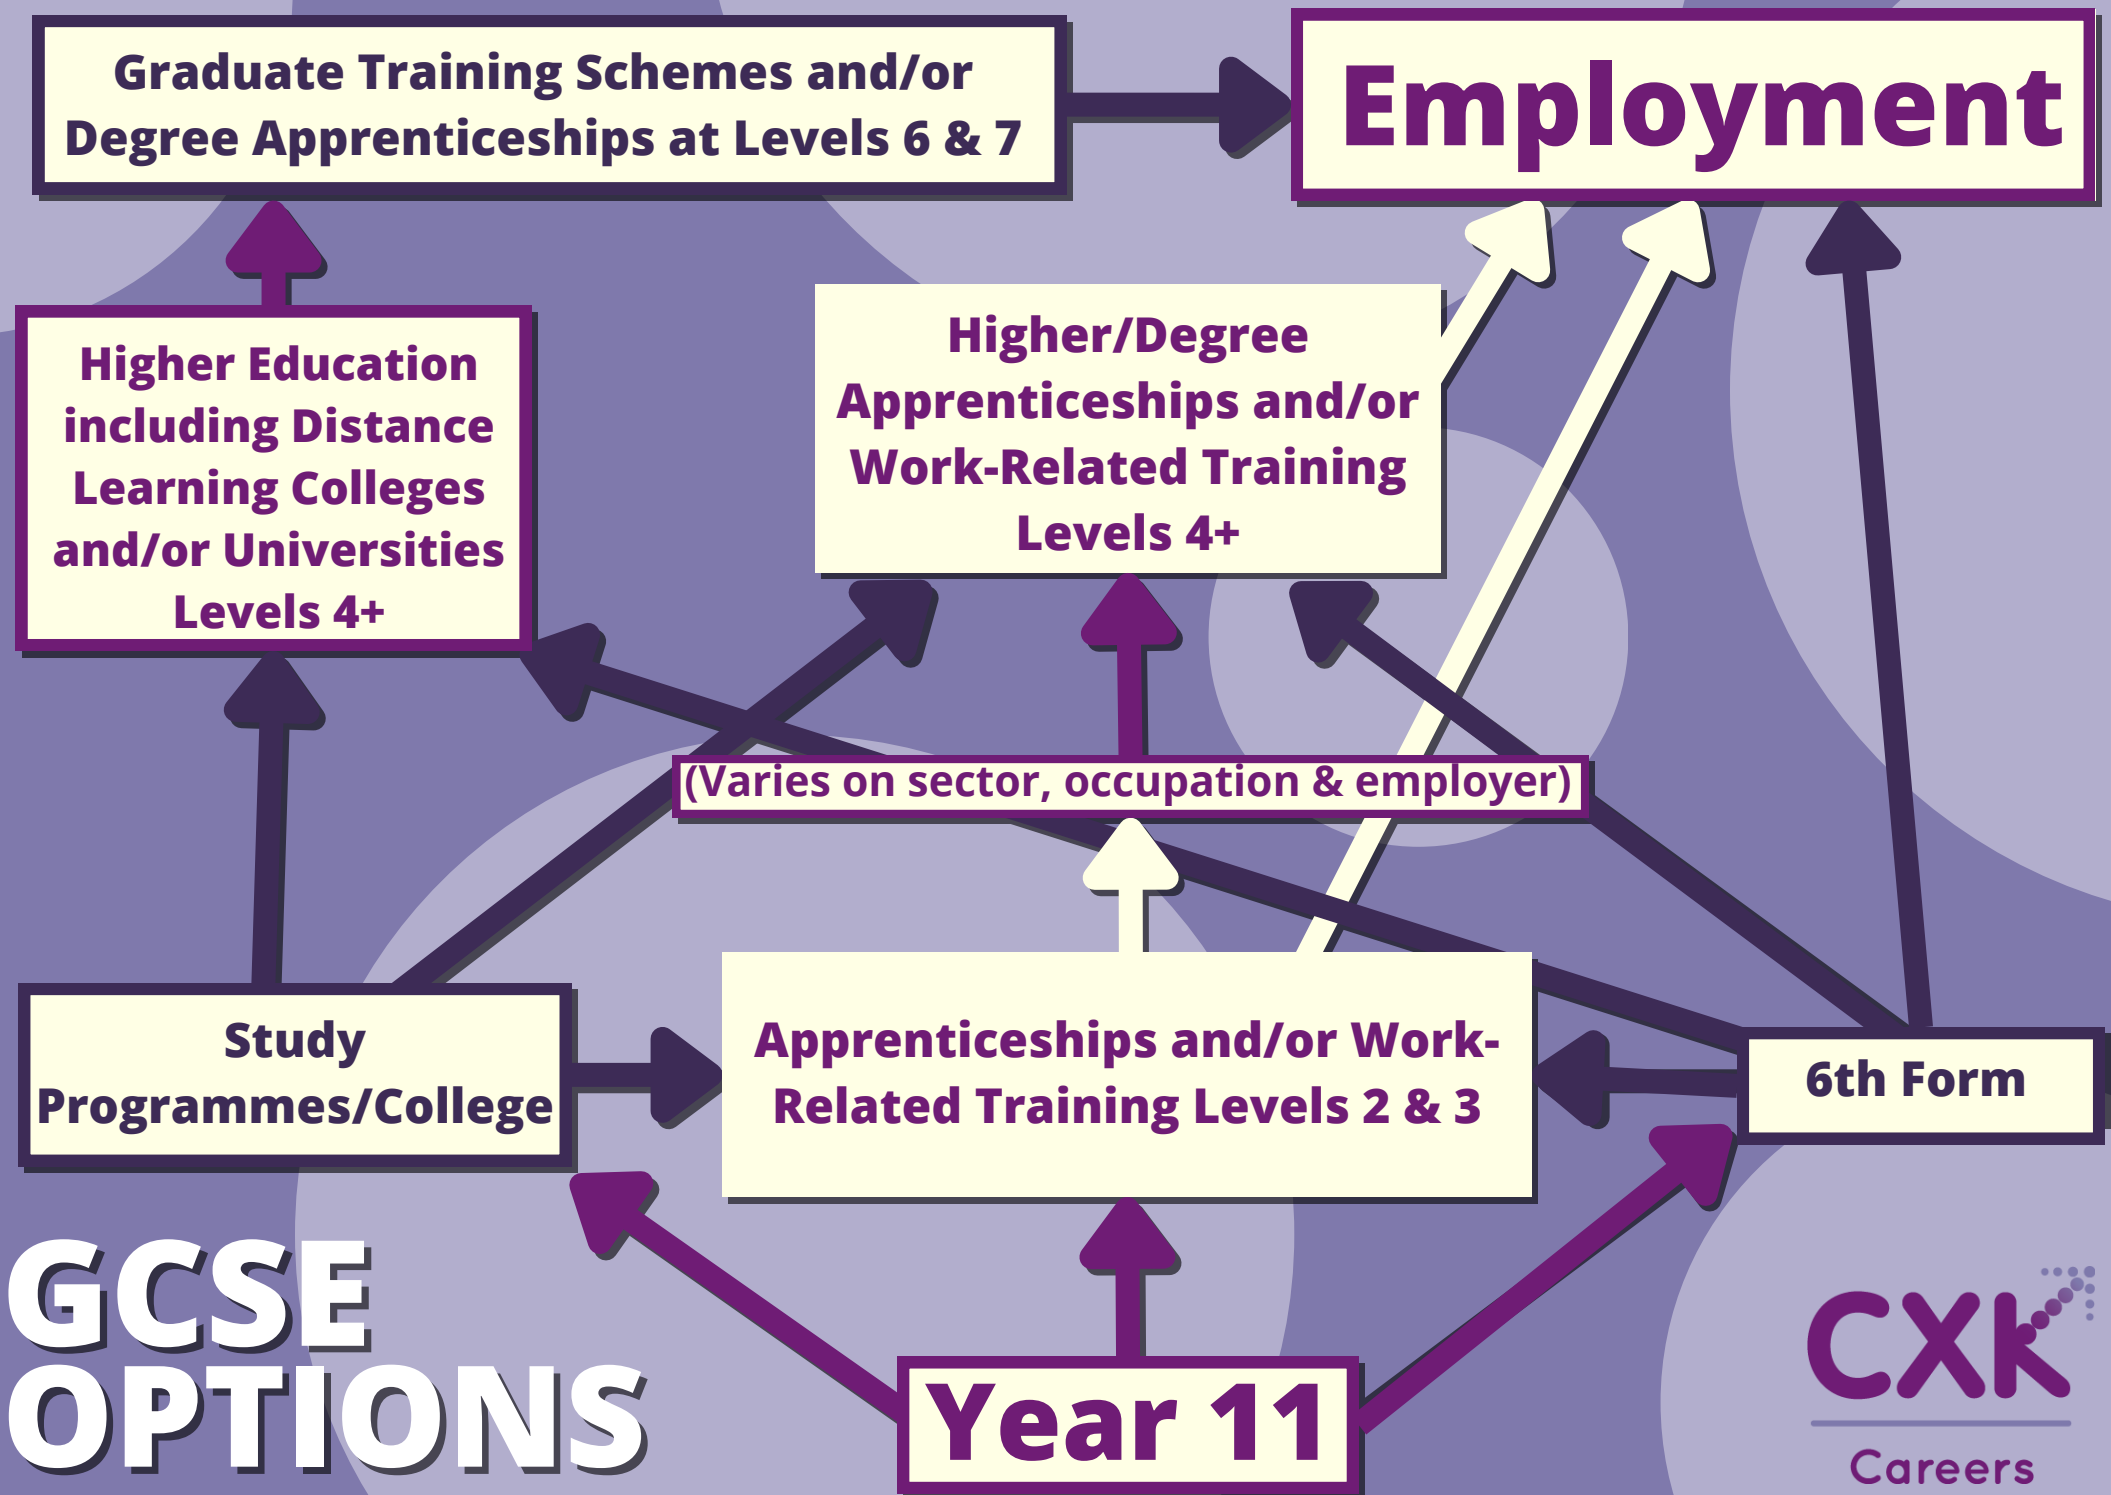 Graduate Training Schemes and/or
Degree Apprenticeships at Levels 6 & 7
Employment
Higher Education
including Distance
Learning Colleges
and/or Universities
Levels 4+
Higher/Degree
Apprenticeships and/or
Work-Related Training
Levels 4+
(Varies on sector, occupation & employer)
Study
Programmes/College
Apprenticeships and/or Work-
Related Training Levels 2 & 3
6th Form
GCSE
OPTIONS
Year 11
CXK
Careers